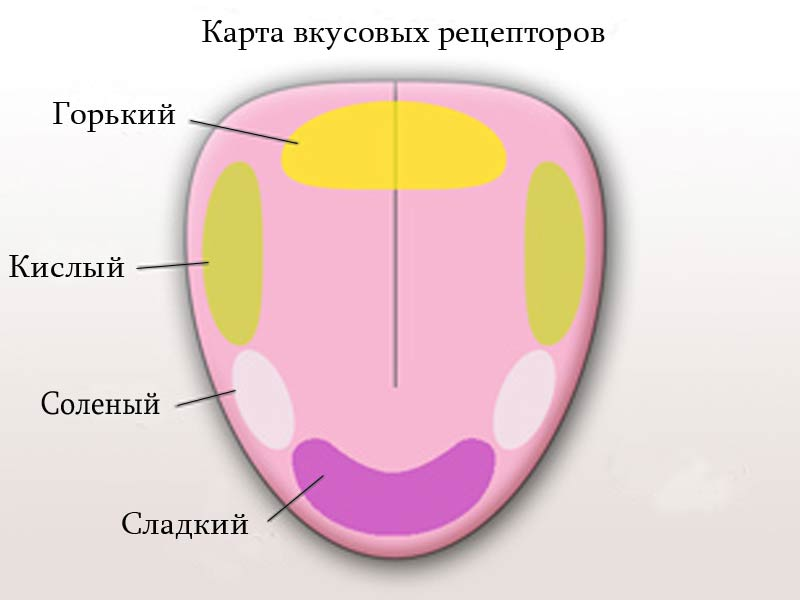 Карта вкусовых рецепторов
Горький
Кислый
Соленый
Сладкий